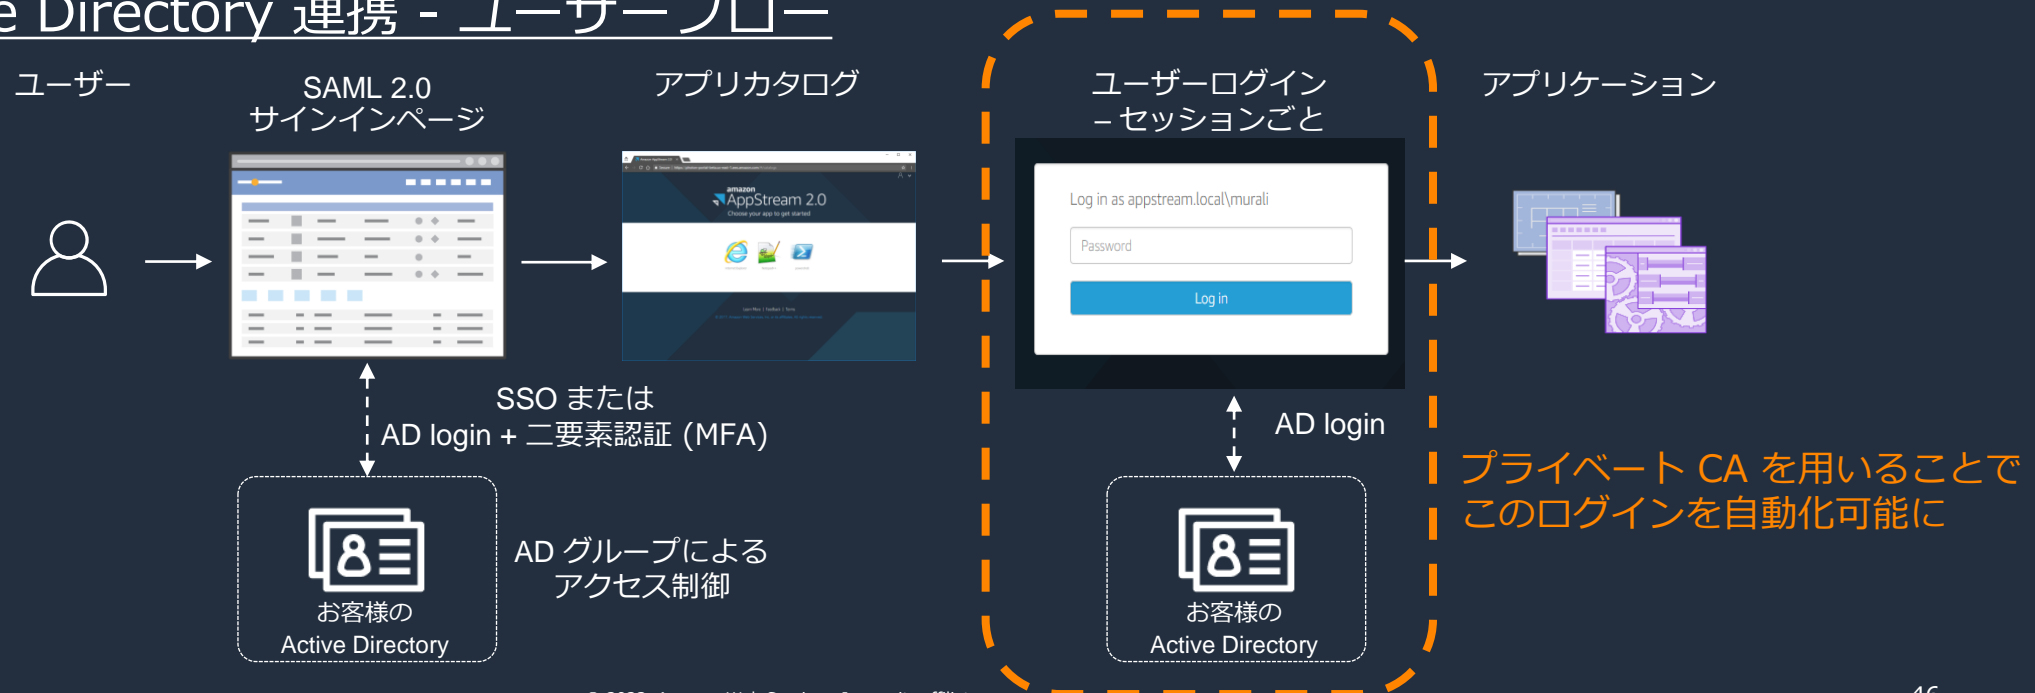 e Directory 連携 - ユーザーフロー
ユーザー
SAML 2.0
サインインページ
アプリカタログ
ユーザーログイン
– セッションごと
アプリケーション
amazon
AppStream 2.0
Choose your app to get started
Log in as appstream.local\murali
Password
Log in
SSO または
AD login + 二要素認証 (MFA)
AD login
プライベート CA を用いることで
このログインを自動化可能に
AD グループによる
アクセス制御
お客様の
Active Directory
お客様の
Active Directory